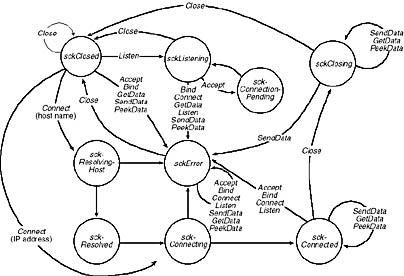 Close
Close
Close
SendData
GetData
PeekData
sckClosed
Listen
sckListening
sckClosing
Accept
Bind
GetData
SendData
PeekData
Accept
sck-
Connection-
Pending
Connect
(host name)
Close
Bind
Connect
GetData
Listen
SendData
PeekData
SendData
Close
sck-
Resolving-
Host
sckError
Accept
Bind
Connect
Listen
SendData
GetData
PeekData
Accept
Bind
Connect
Listen
SendData
GetData
PeekData
Connect
(IP address)
sck-
Resolved
sck-
Connecting
sck-
Connected